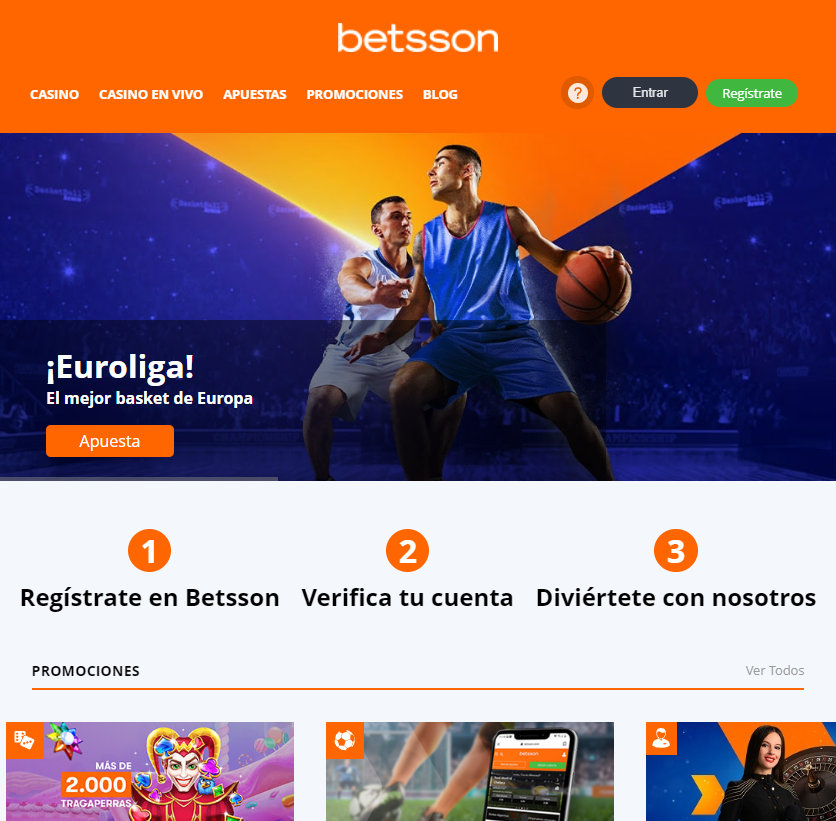 betsson
CASINO CASINO EN VIVO APUESTAS PROMOCIONES BLOG ? Entrar Regístrate
¡Euroliga!
El mejor basket de Europa
Apuesta
1 2 3
Regístrate en Betsson Verifica tu cuenta Diviértete con nosotros
PROMOCIONES Ver Todos
MÁS DE
2.000
TRAGAPERRAS
betsson